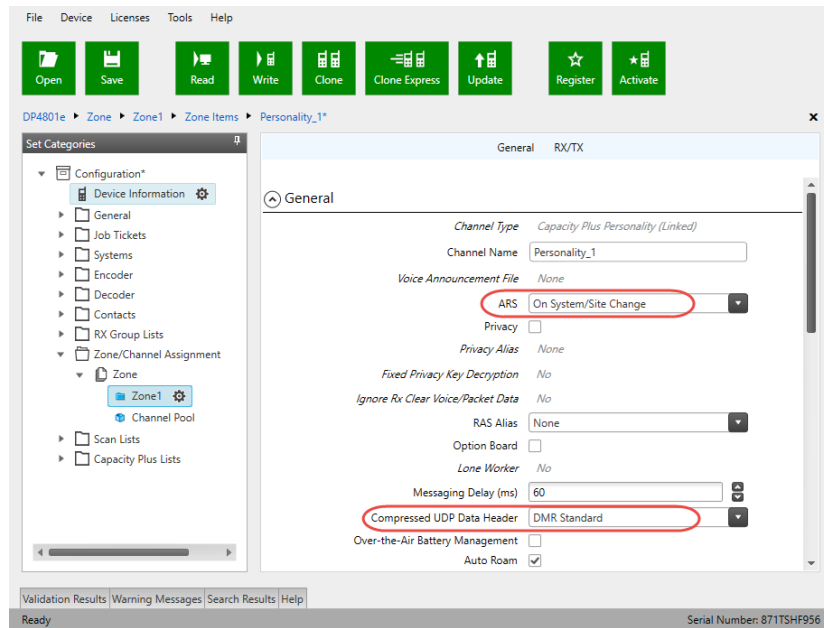 File Device Licenses Tools Help
Open Save Read Write Clone Clone Express Update Register Activate
DP4801e Zone Zone1 Zone Items Personality_1*
Set Categories
Configuration*
Device Information
General
Job Tickets
Systems
Encoder
Decoder
Contacts
RX Group Lists
Zone/Channel Assignment
Zone
Zone1
Channel Pool
Scan Lists
Capacity Plus Lists
General RX/TX
General
Channel Type Capacity Plus Personality (Linked)
Channel Name Personality_1
Voice Announcement File None
ARS On System/Site Change
Privacy
Privacy Alias None
Fixed Privacy Key Decryption No
Ignore Rx Clear Voice/Packet Data No
RAS Alias None
Option Board
Lone Worker No
Messaging Delay (ms) 60
Compressed UDP Data Header DMR Standard
Over-the-Air Battery Management
Auto Roam
Validation Results Warning Messages Search Results Help
Ready Serial Number: 871TSHF956